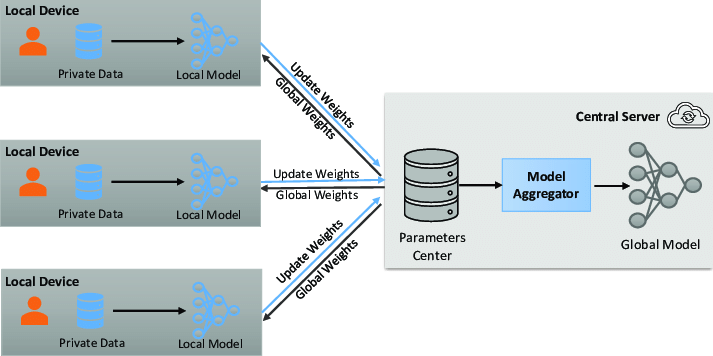 Local Device
Private Data
Local Model
Update Weights
Global Weights
Local Device
Private Data
Local Model
Update Weights
Global Weights
Local Device
Private Data
Local Model
Update Weights
Global Weights
Central Server
Parameters
Center
Model
Aggregator
Global Model